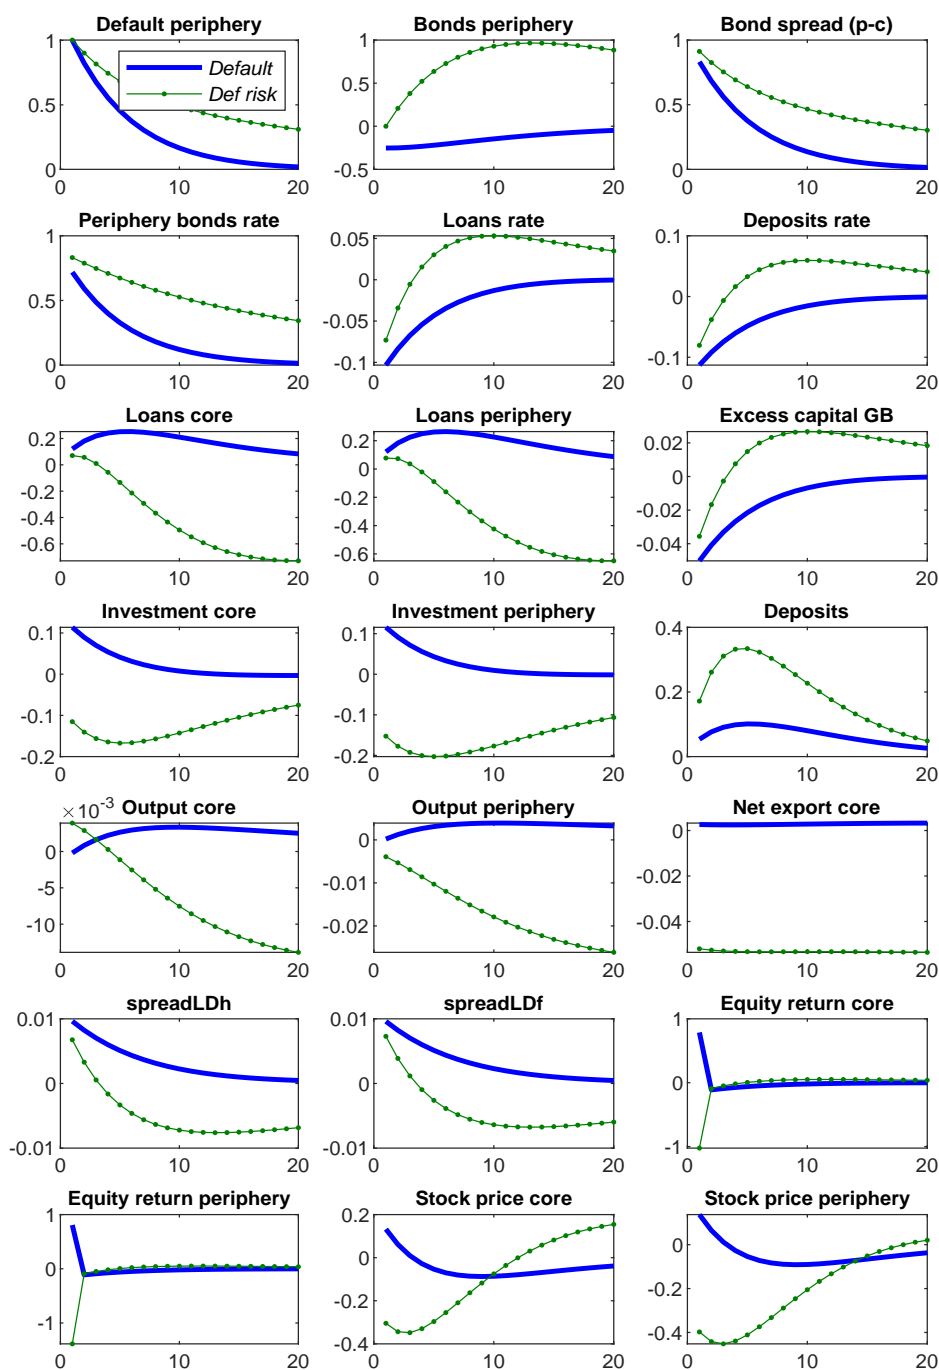 Default periphery Bonds periphery Bond spread (p-c)
1 1 1
Default
Def risk
0.5 0.5 0.5
0
0 -0.5 0
0 10 20 0 10 20 0 10 20
Periphery bonds rate Loans rate Deposits rate
1 0.05 0.1
0.5 0 0
-0.05
0 -0.1 -0.1
0 10 20 0 10 20 0 10 20
Loans core Loans periphery Excess capital GB
0.2 0.2 0.02
0 0 0
-0.2 -0.2
-0.4 -0.4
-0.6 -0.6 -0.04
0 10 20 0 10 20 0 10 20
Investment core Investment periphery Deposits
0.1 0.1 0.4
0 0 0.2
-0.1 -0.1
-0.2 -0.2 0
0 10 20 0 10 20 0 10 20
×10-3 Output core Output periphery Net export core
0 0 0
-5 -0.01 -0.02
-10 -0.02 -0.04
0 10 20 0 10 20 0 10 20
spreadLDh spreadLDf Equity return core
0.01 0.01 1
0 0 0
-0.01 -0.01 -1
0 10 20 0 10 20 0 10 20
Equity return periphery Stock price core Stock price periphery
1 0.2
0 0 0
-0.2 -0.2
-1 -0.4 -0.4
0 10 20 0 10 20 0 10 20